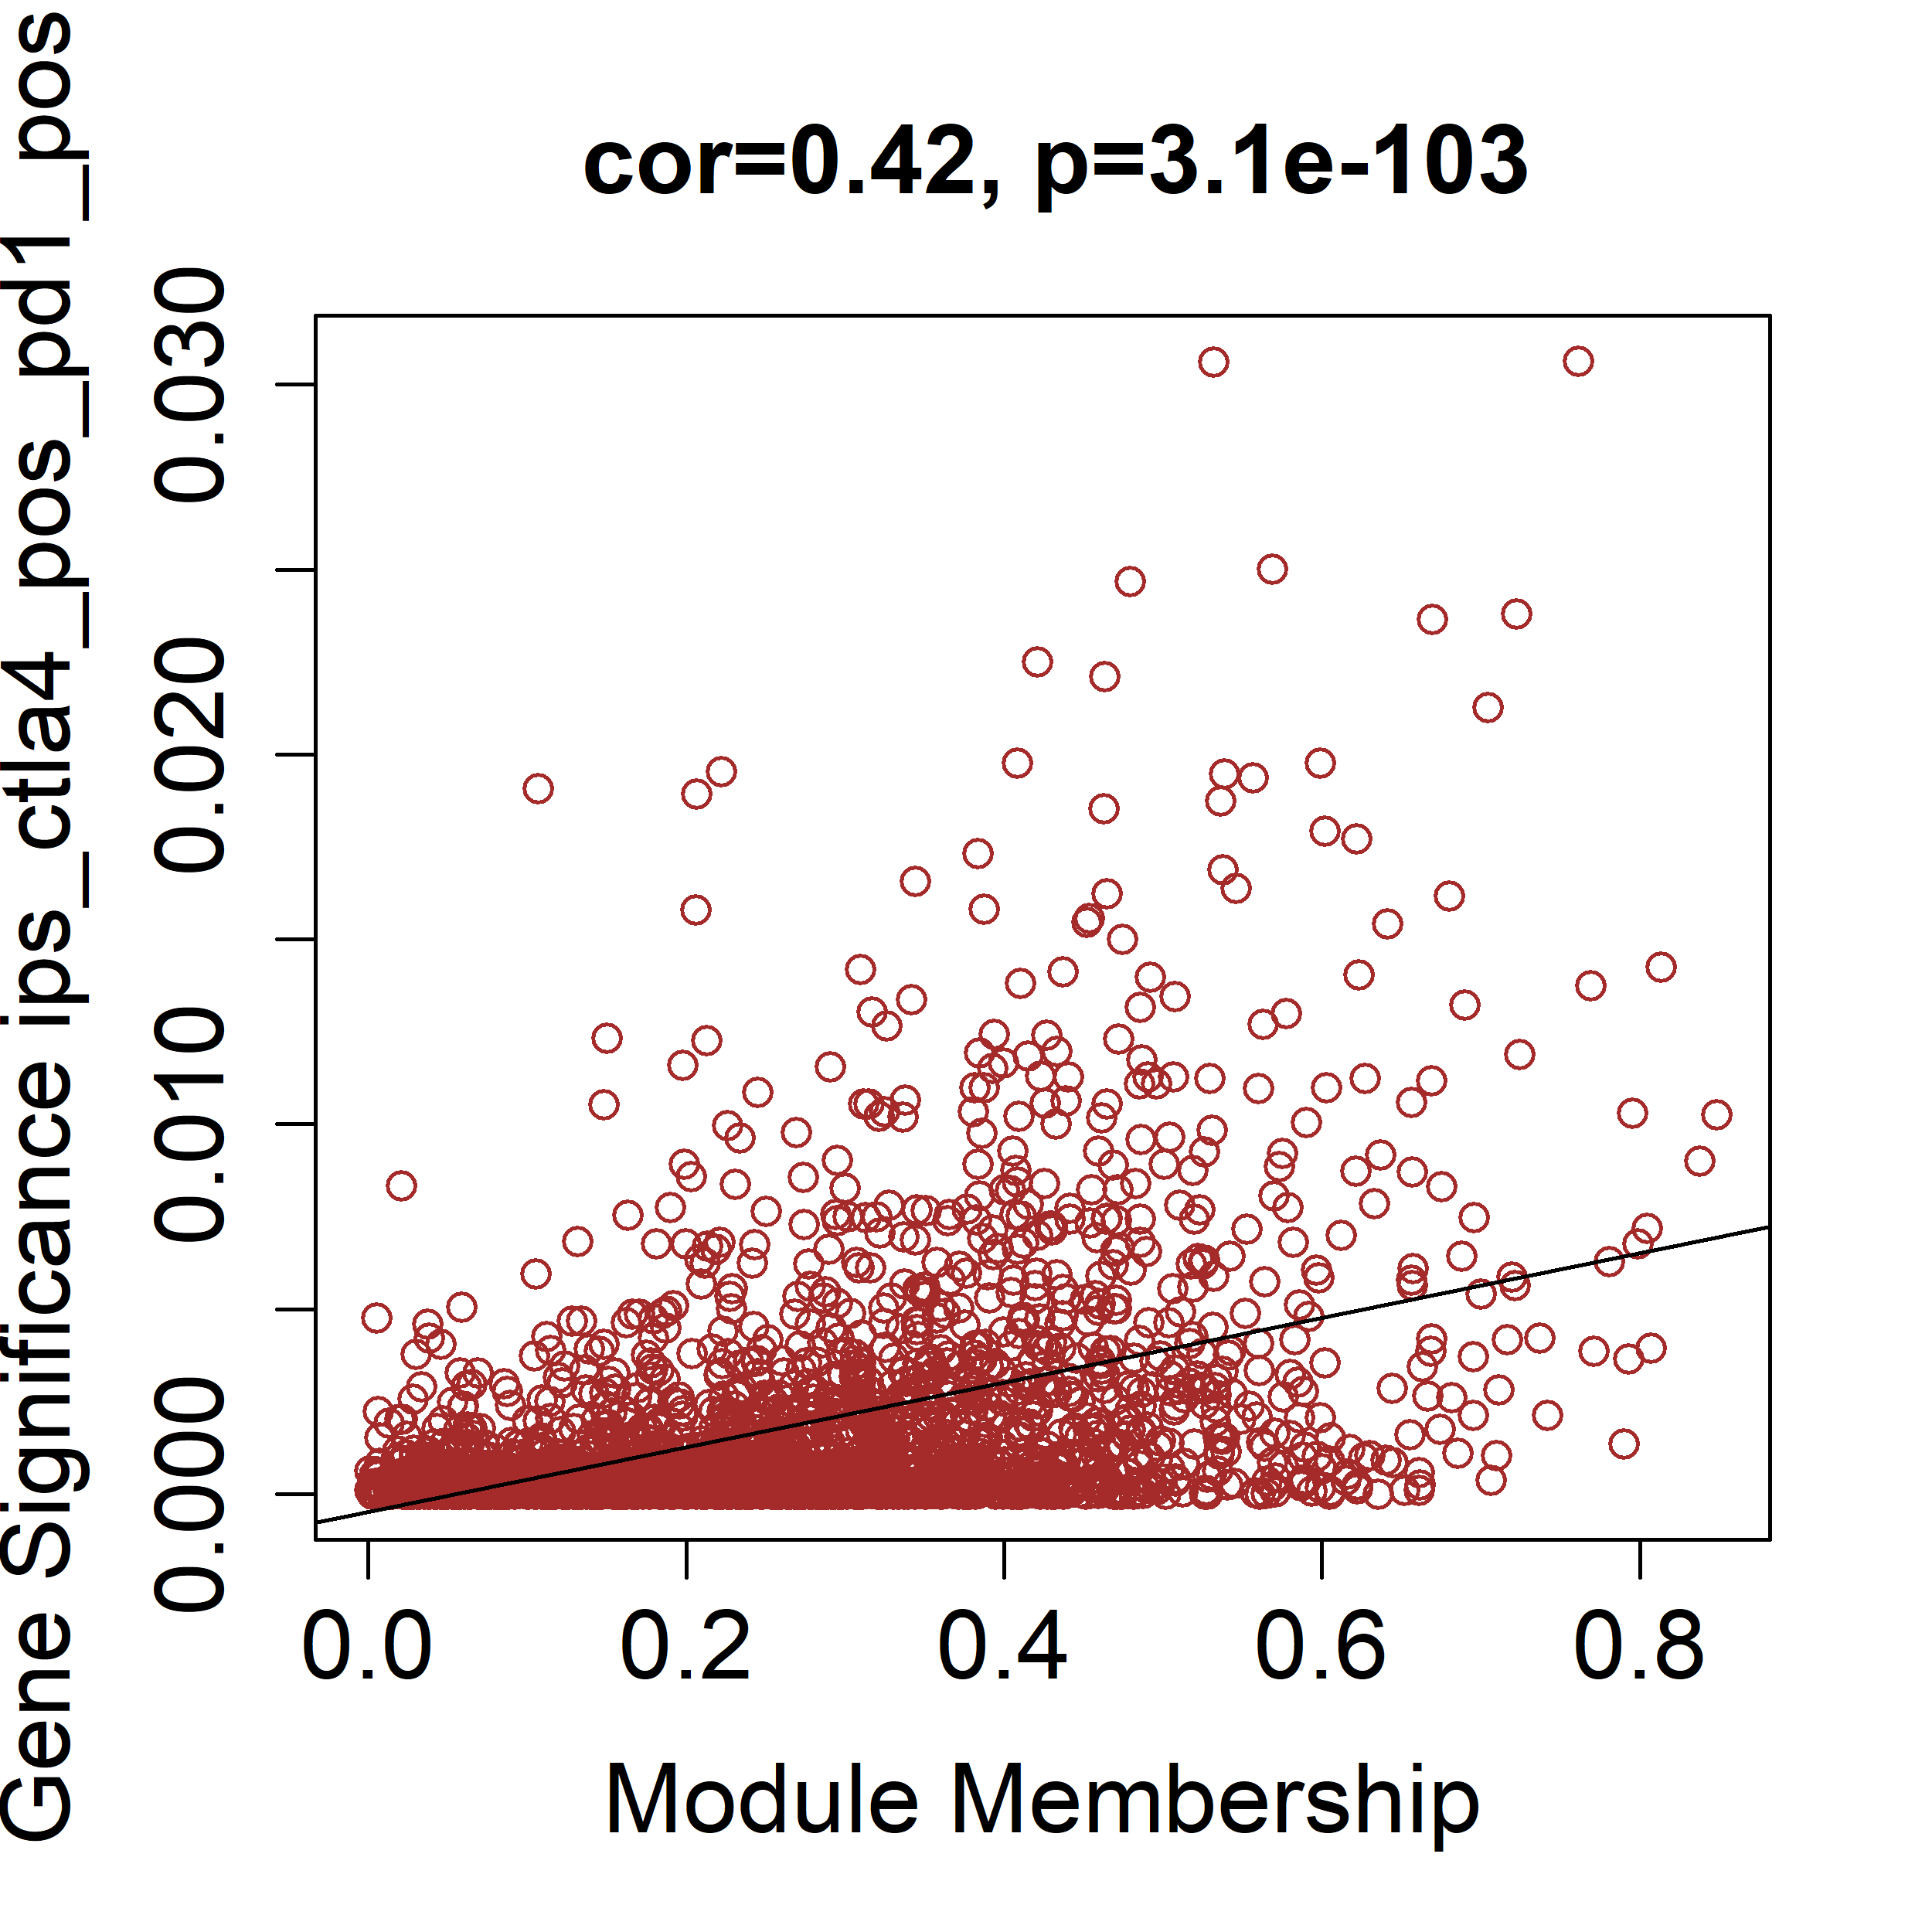 cor=0.42, p=3.1e-103
Gene Significance ips_ctla4_pos_pd1_pos
0.030
0.020
0.010
0.000
0.0 0.2 0.4 0.6 0.8
Module Membership